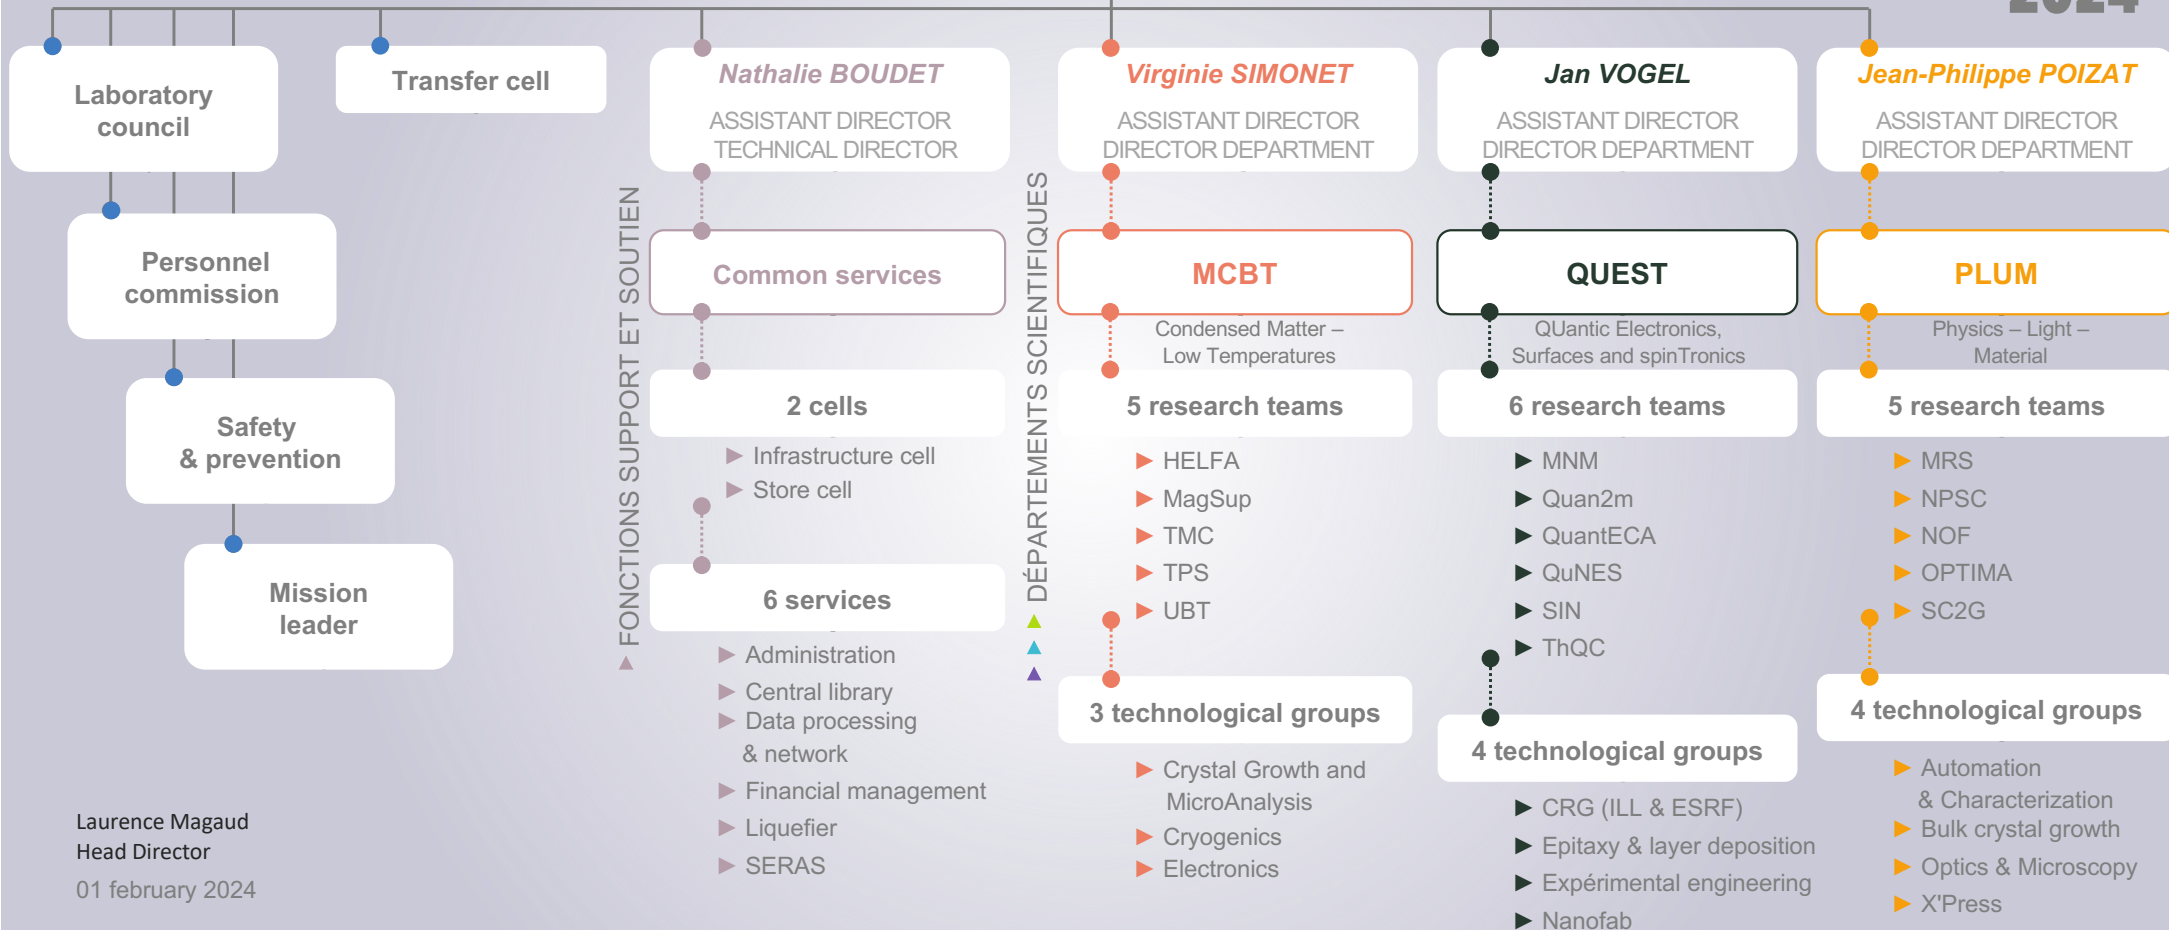 2024
Laboratory
council
Transfer cell
Personnel
commission
Safety
& prevention
Mission
leader
Laurence Magaud
Head Director
01 february 2024
FONCTIONS SUPPORT ET SOUTIEN
Nathalie BOUDET
ASSISTANT DIRECTOR
TECHNICAL DIRECTOR
Common services
2 cells
Infrastructure cell
Store cell
6 services
Administration
Central library
Data processing
& network
Financial management
Liquefier
SERAS
DÉPARTEMENTS SCIENTIFIQUES
Virginie SIMONET
ASSISTANT DIRECTOR
DIRECTOR DEPARTMENT
MCBT
Condensed Matter –
Low Temperatures
5 research teams
HELFA
MagSup
TMC
TPS
UBT
3 technological groups
Crystal Growth and
MicroAnalysis
Cryogenics
Electronics
Jan VOGEL
ASSISTANT DIRECTOR
DIRECTOR DEPARTMENT
QUEST
QUantic Electronics,
Surfaces and spinTronics
6 research teams
MNM
Quan2m
QuantECA
QuNES
SIN
ThQC
4 technological groups
CRG (ILL & ESRF)
Epitaxy & layer deposition
Expérimental engineering
Nanofab
Jean-Philippe POIZAT
ASSISTANT DIRECTOR
DIRECTOR DEPARTMENT
PLUM
Physics – Light –
Material
5 research teams
MRS
NPSC
NOF
OPTIMA
SC2G
4 technological groups
Automation
& Characterization
Bulk crystal growth
Optics & Microscopy
X'Press